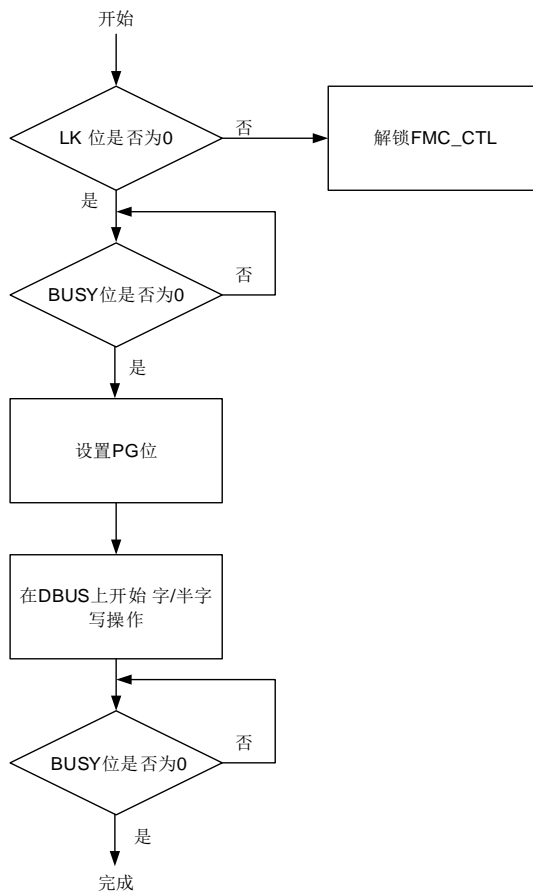 开始
LK 位是否为0
否
解锁FMC_CTL
是
BUSY位是否为0
否
是
设置PG位
在DBUS上开始 字/半字
写操作
BUSY位是否为0
否
是
完成